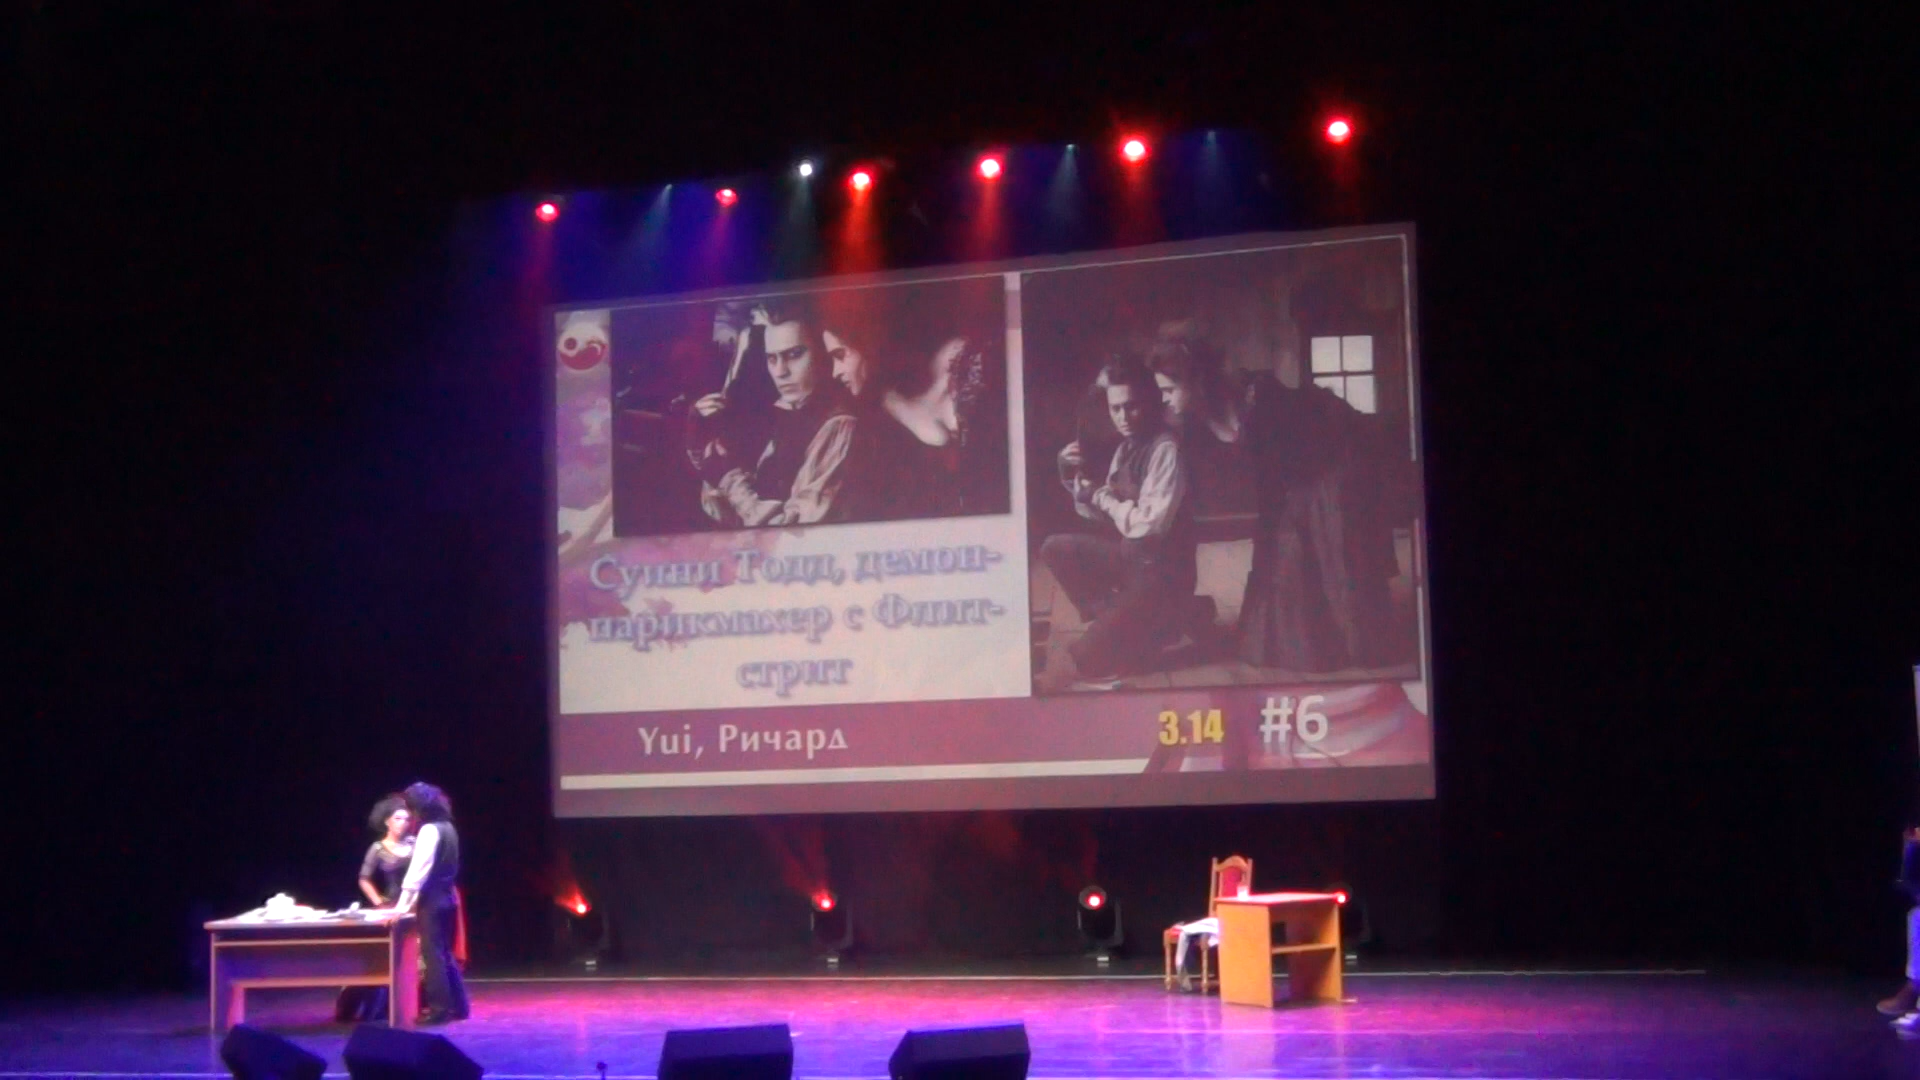 Суини Тодд, демон-
парикмахер с Флит-
стрит
Yui, Ричард
3.14 #6